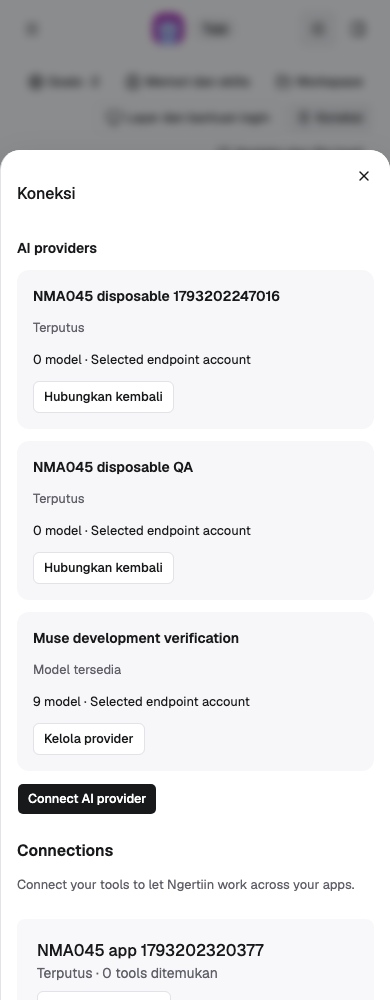 Koneksi
AI providers
NMA045 disposable 1793202247016
Terputus
0 model · Selected endpoint account
Hubungkan kembali
NMA045 disposable QA
Terputus
0 model · Selected endpoint account
Hubungkan kembali
Muse development verification
Model tersedia
9 model · Selected endpoint account
Kelola provider
Connect AI provider
Connections
Connect your tools to let Ngertiin work across your apps.
NMA045 app 1793202320377
Terputus · 0 tools ditemukan